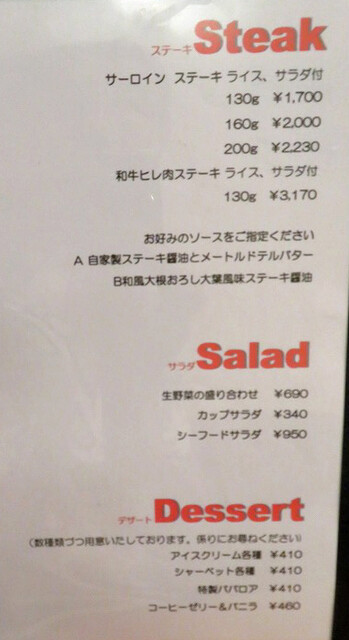 ステーキ Steak
サーロイン ステーキ ライス、サラダ付
130g ¥1,700
160g ¥2,000
200g ¥2,230
和牛ヒレ肉ステーキ ライス、サラダ付
130g ¥3,170
お好みのソースをご指定ください
A 自家製ステーキ醤油とメートルドテルバター
B和風大根おろし大葉風味ステーキ醤油
サラダ Salad
生野菜の盛り合わせ ¥690
カップサラダ ¥340
シーフードサラダ ¥950
デザート Dessert
(数種類づつ用意いたしております。係りにお尋ねください)
アイスクリーム各種 ¥410
シャーベット各種 ¥410
特製ババロア ¥410
コーヒーゼリー&バニラ ¥460